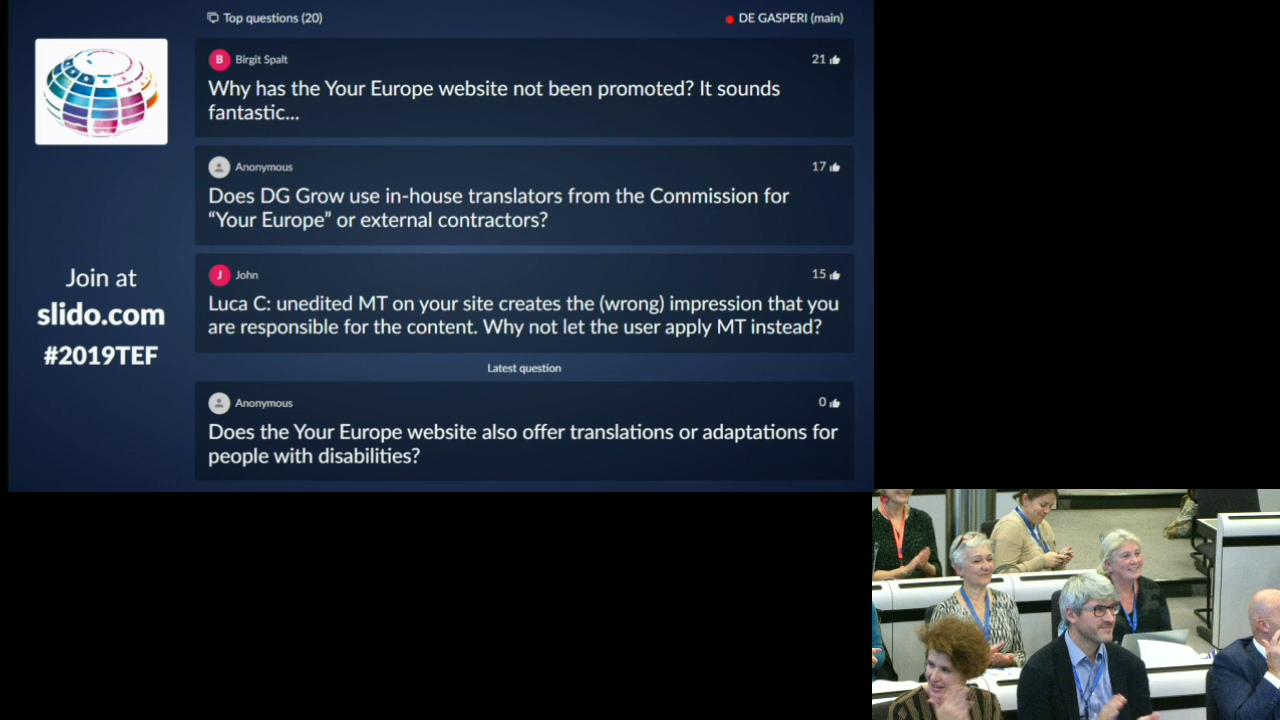 Top questions (20)
DE GASPERI (main)
B
Birgit Spalt
21
Why has the Your Europe website not been promoted? It sounds
fantastic...
Anonymous
17
Does DG Grow use in-house translators from the Commission for
“Your Europe” or external contractors?
J
John
15
Luca C: unedited MT on your site creates the (wrong) impression that you
are responsible for the content. Why not let the user apply MT instead?
Latest question
Anonymous
0
Does the Your Europe website also offer translations or adaptations for
people with disabilities?
Join at
slido.com
#2019TEF